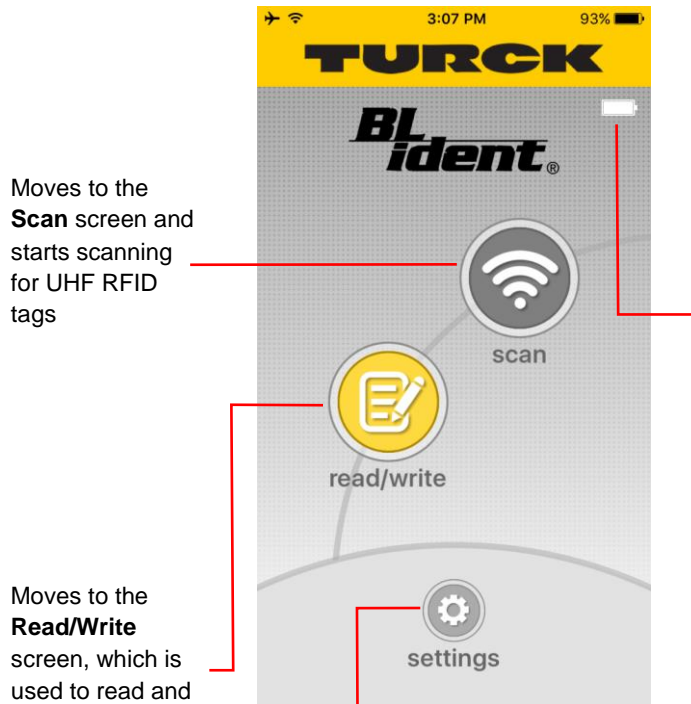 3:07 PM
93%
TURCK
BL
ident®
Moves to the
Scan screen and
starts scanning
for UHF RFID
tags
scan
read/write
Moves to the
Read/Write
screen, which is
used to read and
settings